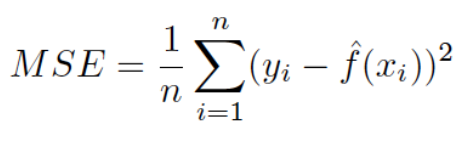 $MSE = \frac{1}{n} \sum_{i=1}^{n} (y_i - \hat{f}(x_i))^2$